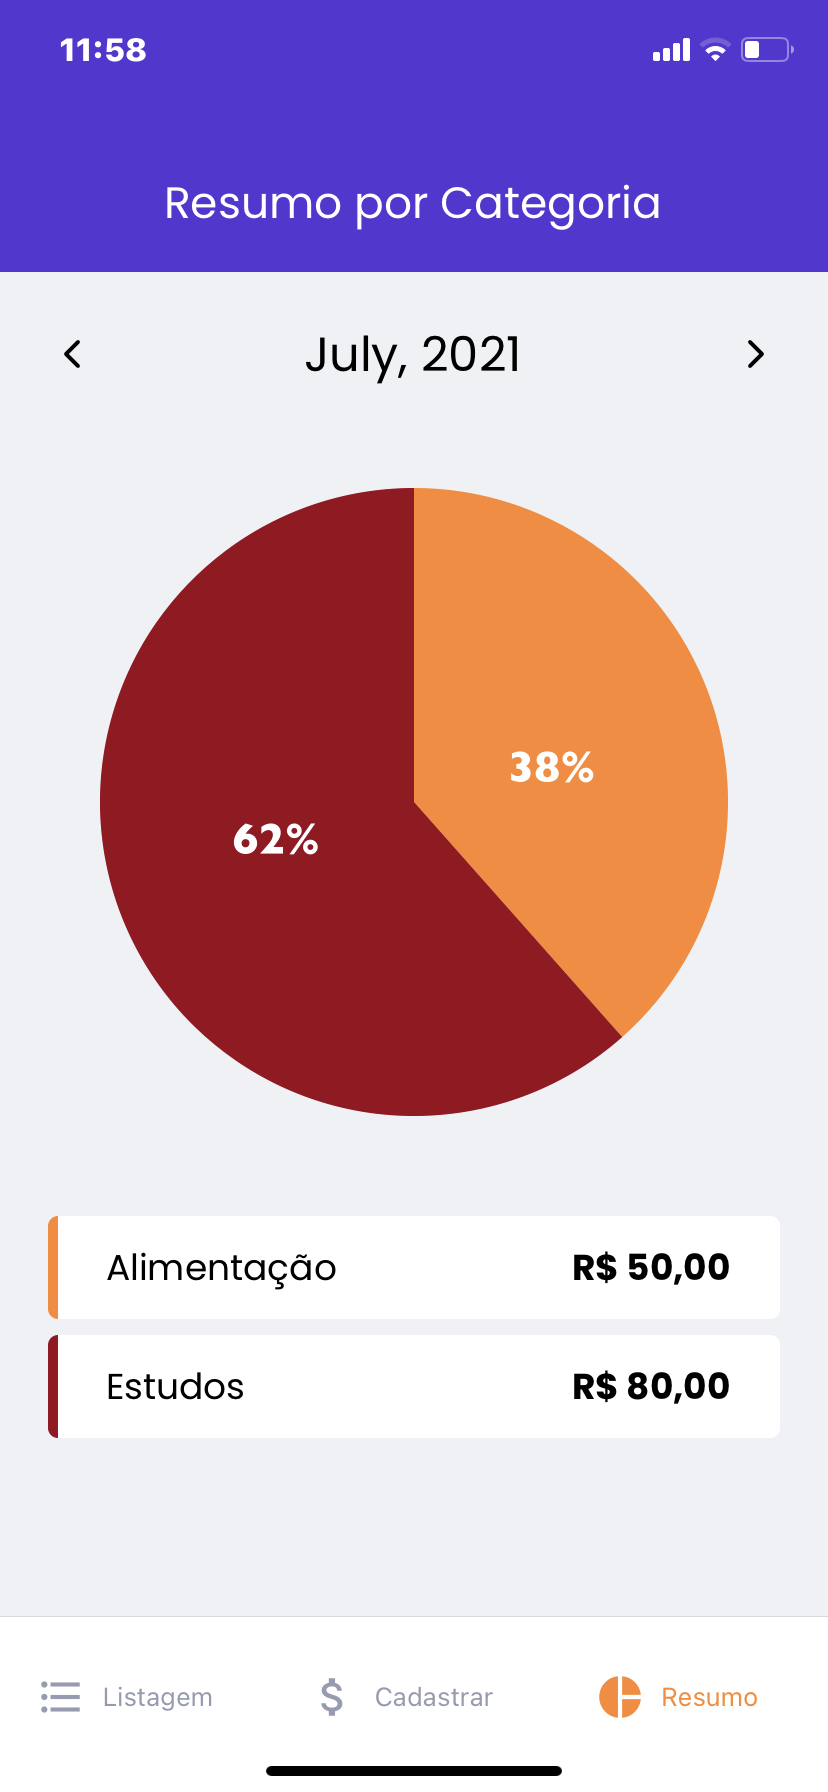 11:58
Resumo por Categoria
July, 2021
38%
62%
Alimentação R$ 50,00
Estudos R$ 80,00
Listagem Cadastrar Resumo